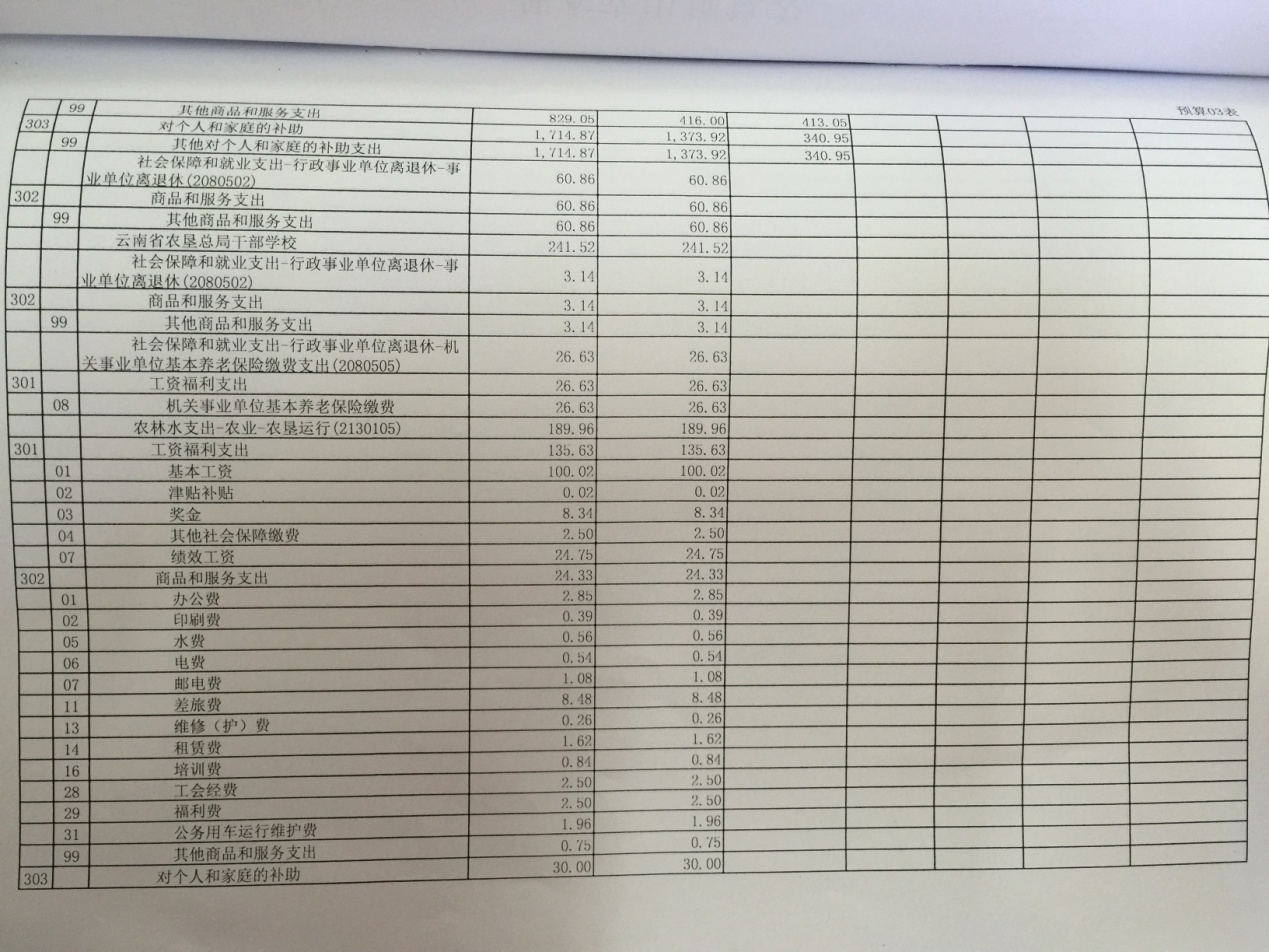 预算03表
99 其他商品和服务支出 829.05 416.00 413.05
303 对个人和家庭的补助 1,714.87 1,373.92 340.95
99 其他对个人和家庭的补助支出 1,714.87 1,373.92 340.95
社会保障和就业支出-行政事业单位离退休-事
业单位离退休(2080502) 60.86 60.86
302 商品和服务支出 60.86 60.86
99 其他商品和服务支出 60.86 60.86
云南省农垦总局干部学校 241.52 241.52
社会保障和就业支出-行政事业单位离退休-事
业单位离退休(2080502) 3.14 3.14
302 商品和服务支出 3.14 3.14
99 其他商品和服务支出 3.14 3.14
社会保障和就业支出-行政事业单位离退休-机
关事业单位基本养老保险缴费支出(2080505) 26.63 26.63
301 工资福利支出 26.63 26.63
08 机关事业单位基本养老保险缴费 26.63 26.63
农林水支出-农业-农垦运行(2130105) 189.96 189.96
301 工资福利支出 135.63 135.63
01 基本工资 100.02 100.02
02 津贴补贴 0.02 0.02
03 奖金 8.34 8.34
04 其他社会保障缴费 2.50 2.50
07 绩效工资 24.75 24.75
302 商品和服务支出 24.33 24.33
01 办公费 2.85 2.85
02 印刷费 0.39 0.39
05 水费 0.56 0.56
06 电费 0.54 0.54
07 邮电费 1.08 1.08
11 差旅费 8.48 8.48
13 维修（护）费 0.26 0.26
14 租赁费 1.62 1.62
16 培训费 0.84 0.84
28 工会经费 2.50 2.50
29 福利费 2.50 2.50
31 公务用车运行维护费 1.96 1.96
99 其他商品和服务支出 0.75 0.75
303 对个人和家庭的补助 30.00 30.00